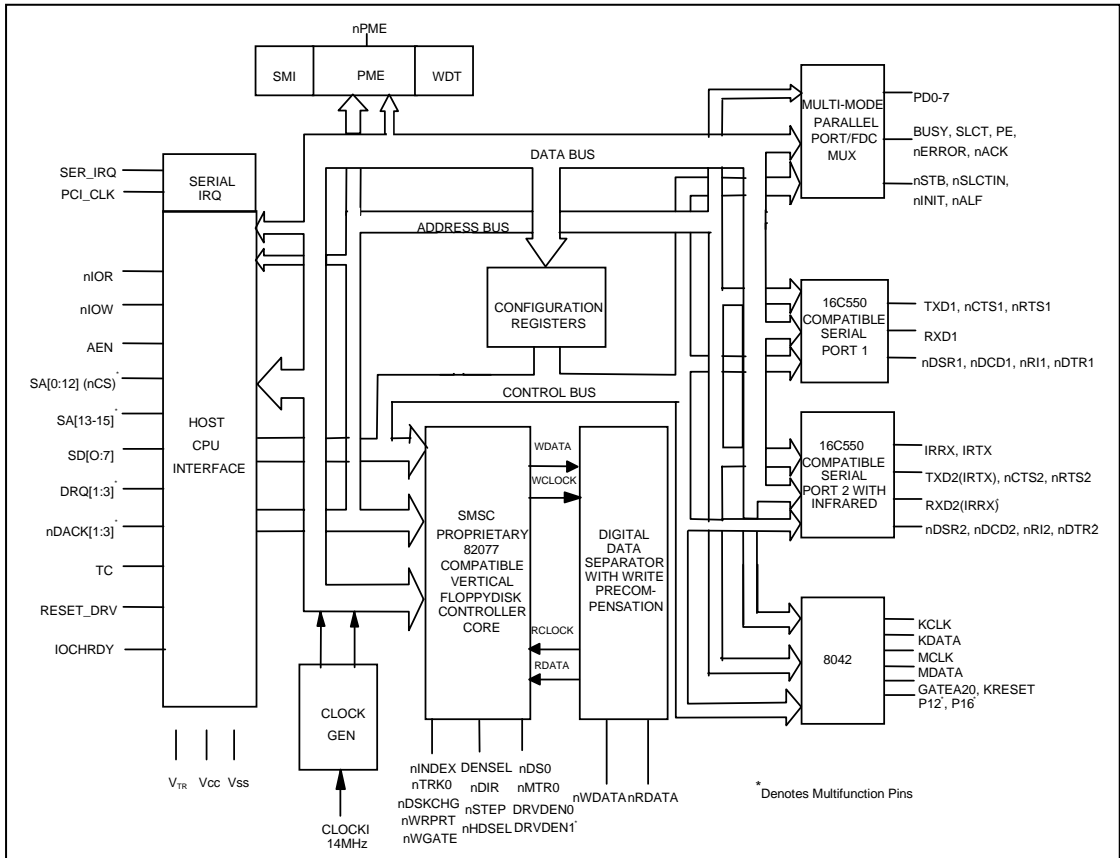 nPME
SMI
PME
WDT
SER_IRQ
PCI_CLK
SERIAL
IRQ
nIOR
nIOW
AEN
SA[0:12] (nCS)*
SA[13-15]*
SD[O:7]
DRQ[1:3]*
nDACK[1:3]*
TC
RESET_DRV
IOCHRDY
HOST
CPU
INTERFACE
VTR
Vcc
Vss
DATA BUS
ADDRESS BUS
CONFIGURATION
REGISTERS
CONTROL BUS
CLOCK
GEN
CLOCKI
14MHz
SMSC
PROPRIETARY
82077
COMPATIBLE
VERTICAL
FLOPPYDISK
CONTROLLER
CORE
WDATA
WCLOCK
RCLOCK
RDATA
DIGITAL
DATA
SEPARATOR
WITH WRITE
PRECOM-
PENSATION
nINDEX
nTRK0
nDSKCHG
nWRPRT
nWGATE
DENSEL
nDIR
nSTEP
nHDSEL
nDS0
nMTR0
DRVDEN0
DRVDEN1*
nWDATA
nRDATA
MULTI-MODE
PARALLEL
PORT/FDC
MUX
PD0-7
BUSY, SLCT, PE,
nERROR, nACK
nSTB, nSLCTIN,
nINIT, nALF
16C550
COMPATIBLE
SERIAL
PORT 1
TXD1, nCTS1, nRTS1
RXD1
nDSR1, nDCD1, nRI1, nDTR1
16C550
COMPATIBLE
SERIAL
PORT 2 WITH
INFRARED
IRRX, IRTX
TXD2(IRTX), nCTS2, nRTS2*
RXD2(IRRX)*
nDSR2, nDCD2, nRI2, nDTR2*
8042
KCLK
KDATA
MCLK
MDATA
GATEA20, KRESET
P12*, P16*
*Denotes Multifunction Pins